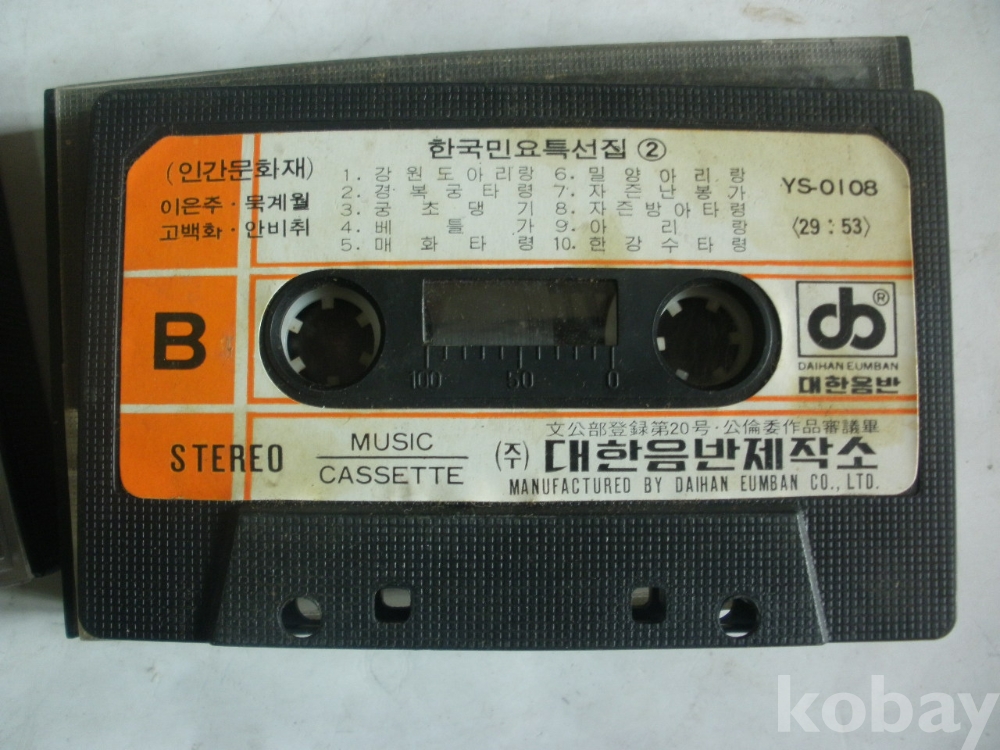 한국민요특선집 ②
(인간문화재)
이은주·묵계월
고백화·안비취
1. 강원도아리랑
2. 경복궁타령
3. 궁초댕기
4. 베틀가
5. 매화타령
6. 밀양아리랑
7. 자즌난봉가
8. 자즌방아타령
9. 아리랑
10. 한강수타령
YS-0108
〈29 : 53〉
B
100 50 0
db®
DAIHAN EUMBAN
대한음반
STEREO
MUSIC
CASSETTE
文公部登録第20号·公倫委作品審議畢
(주) 대한음반제작소
MANUFACTURED BY DAIHAN EUMBAN CO., LTD.
kobay